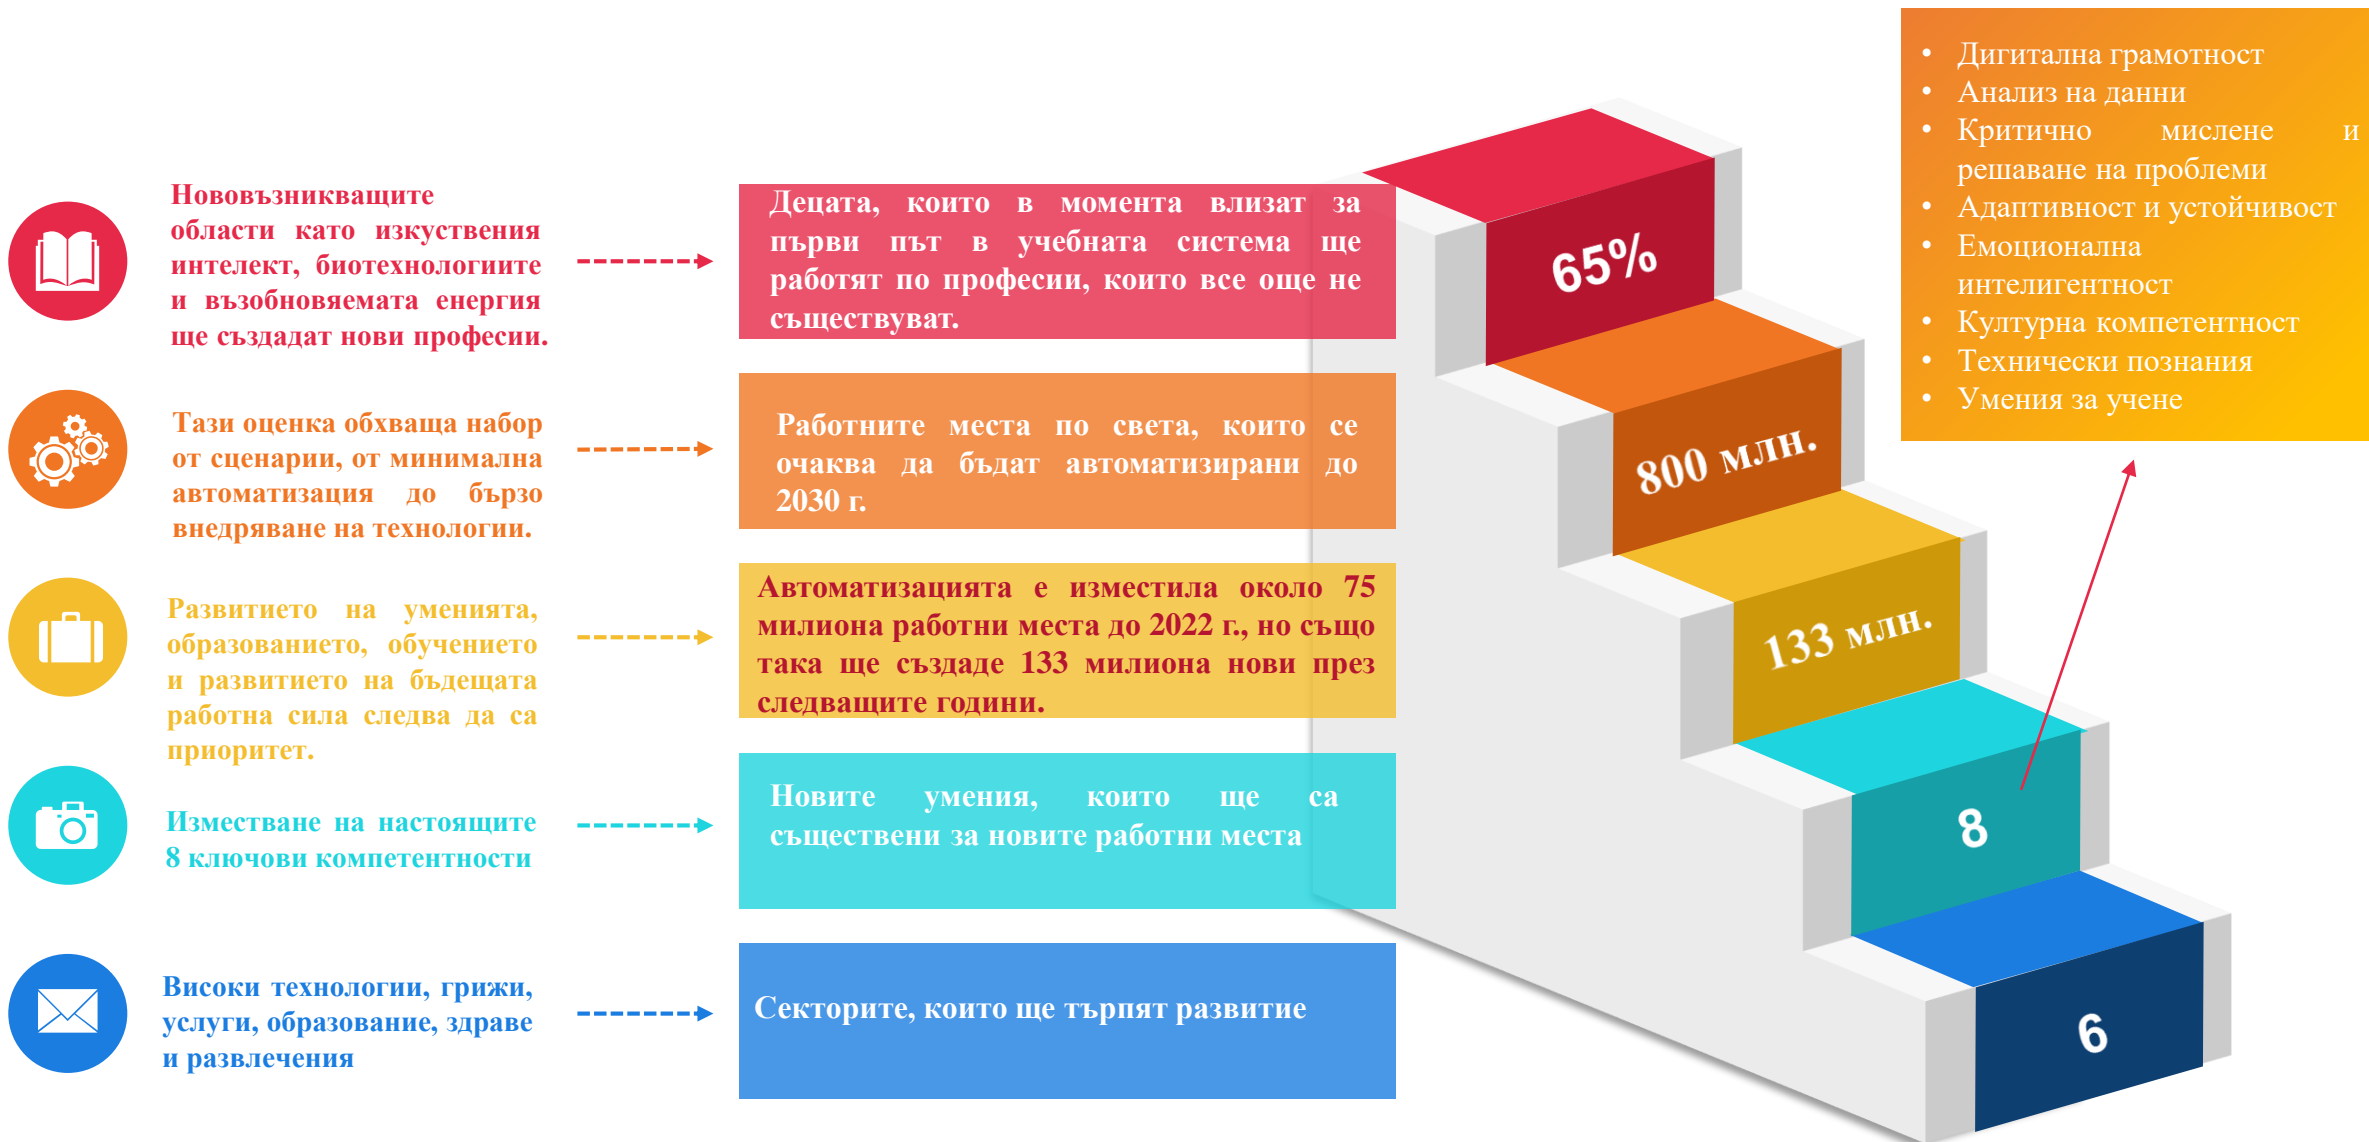 Нововъзникващите
области като изкуствения
интелект, биотехнологиите
и възобновяемата енергия
ще създадат нови професии.
Децата, които в момента влизат за
първи път в учебната система ще
работят по професии, които все още не
съществуват.
65%
Тази оценка обхваща набор
от сценарии, от минимална
автоматизация до бързо
внедряване на технологии.
Работните места по света, които се
очаква да бъдат автоматизирани до
2030 г.
800 млн.
Развитието на уменията,
образованието, обучението
и развитието на бъдещата
работна сила следва да са
приоритет.
Автоматизацията е изместила около 75
милиона работни места до 2022 г., но също
така ще създаде 133 милиона нови през
следващите години.
133 млн.
Изместване на настоящите
8 ключови компетентности
Новите умения, които ще са
съществени за новите работни места
8
Високи технологии, грижи,
услуги, образование, здраве
и развлечения
Секторите, които ще търпят развитие
6
• Дигитална грамотност
• Анализ на данни
• Критично мислене и
решаване на проблеми
• Адаптивност и устойчивост
• Емоционална
интелигентност
• Културна компетентност
• Технически познания
• Умения за учене